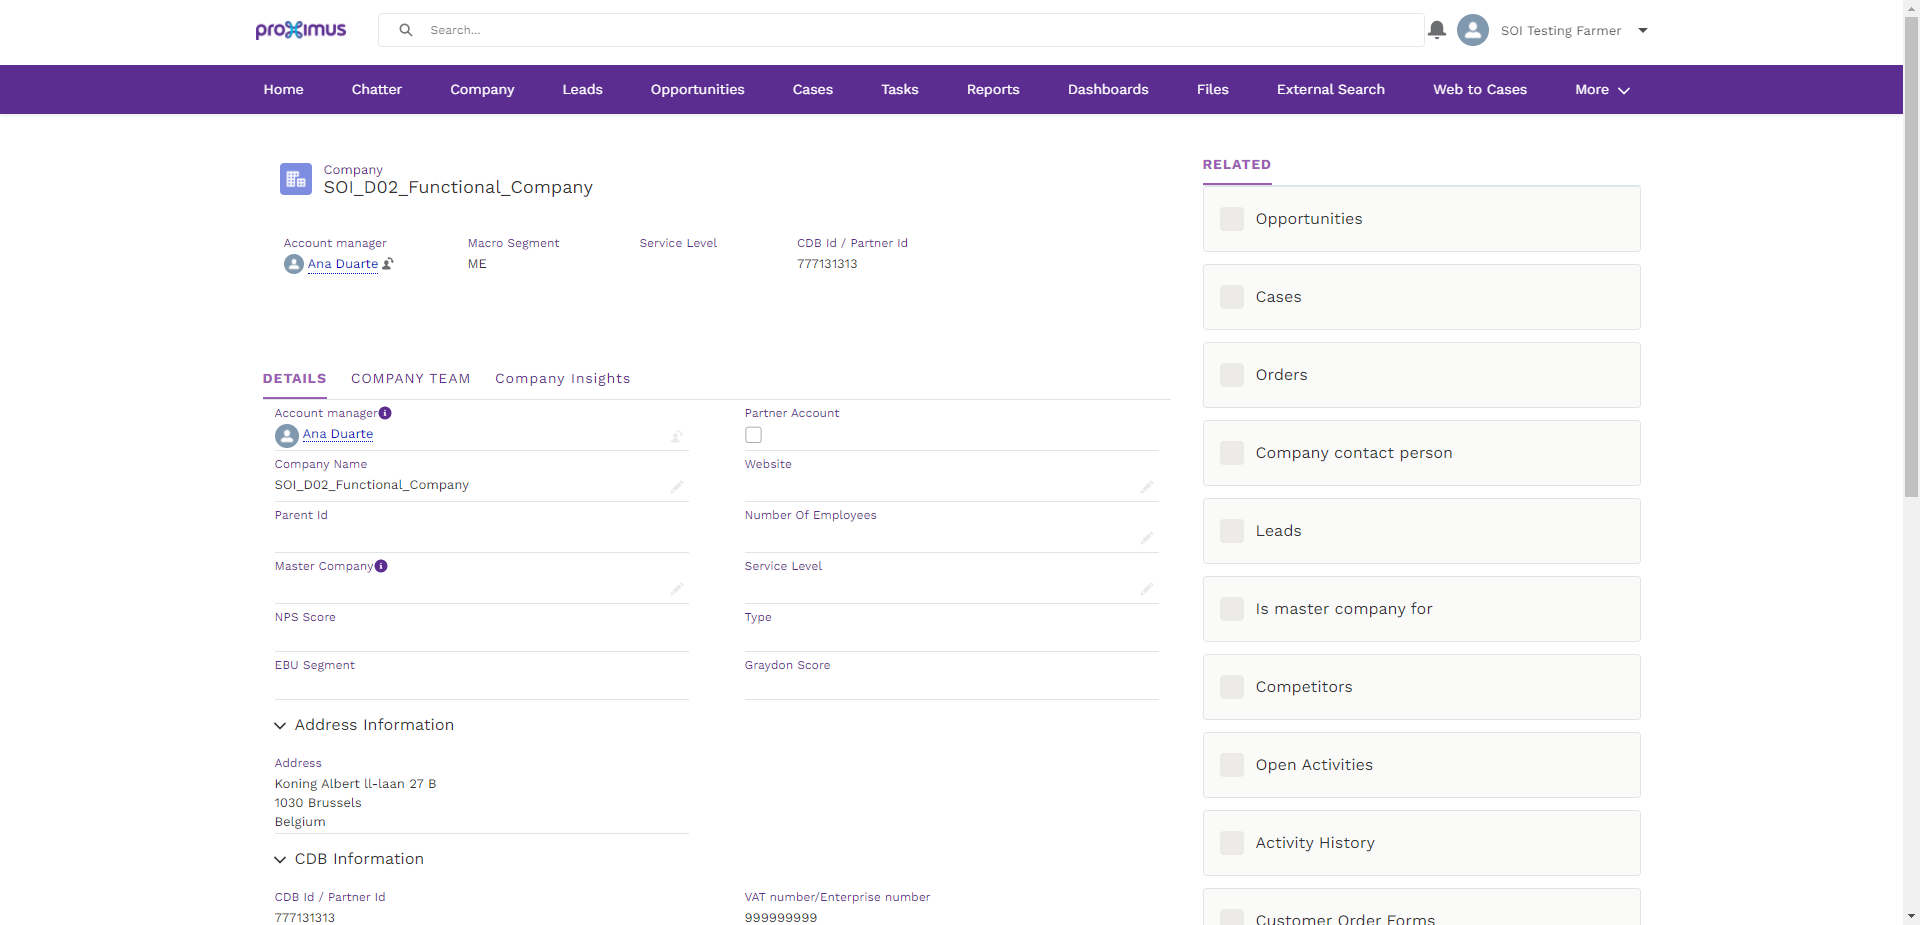 proximus
Search...
SOI Testing Farmer
Home
Chatter
Company
Leads
Opportunities
Cases
Tasks
Reports
Dashboards
Files
External Search
Web to Cases
More
Company
SOI_D02_Functional_Company
Account manager
Ana Duarte
Macro Segment
ME
Service Level
CDB Id / Partner Id
777131313
DETAILS
COMPANY TEAM
Company Insights
Account manager
Ana Duarte
Partner Account
Company Name
SOI_D02_Functional_Company
Website
Parent Id
Number Of Employees
Master Company
Service Level
NPS Score
Type
EBU Segment
Graydon Score
Address Information
Address
Koning Albert ll-laan 27 B
1030 Brussels
Belgium
CDB Information
CDB Id / Partner Id
777131313
VAT number/Enterprise number
999999999
RELATED
Opportunities
Cases
Orders
Company contact person
Leads
Is master company for
Competitors
Open Activities
Activity History
Customer Order Forms